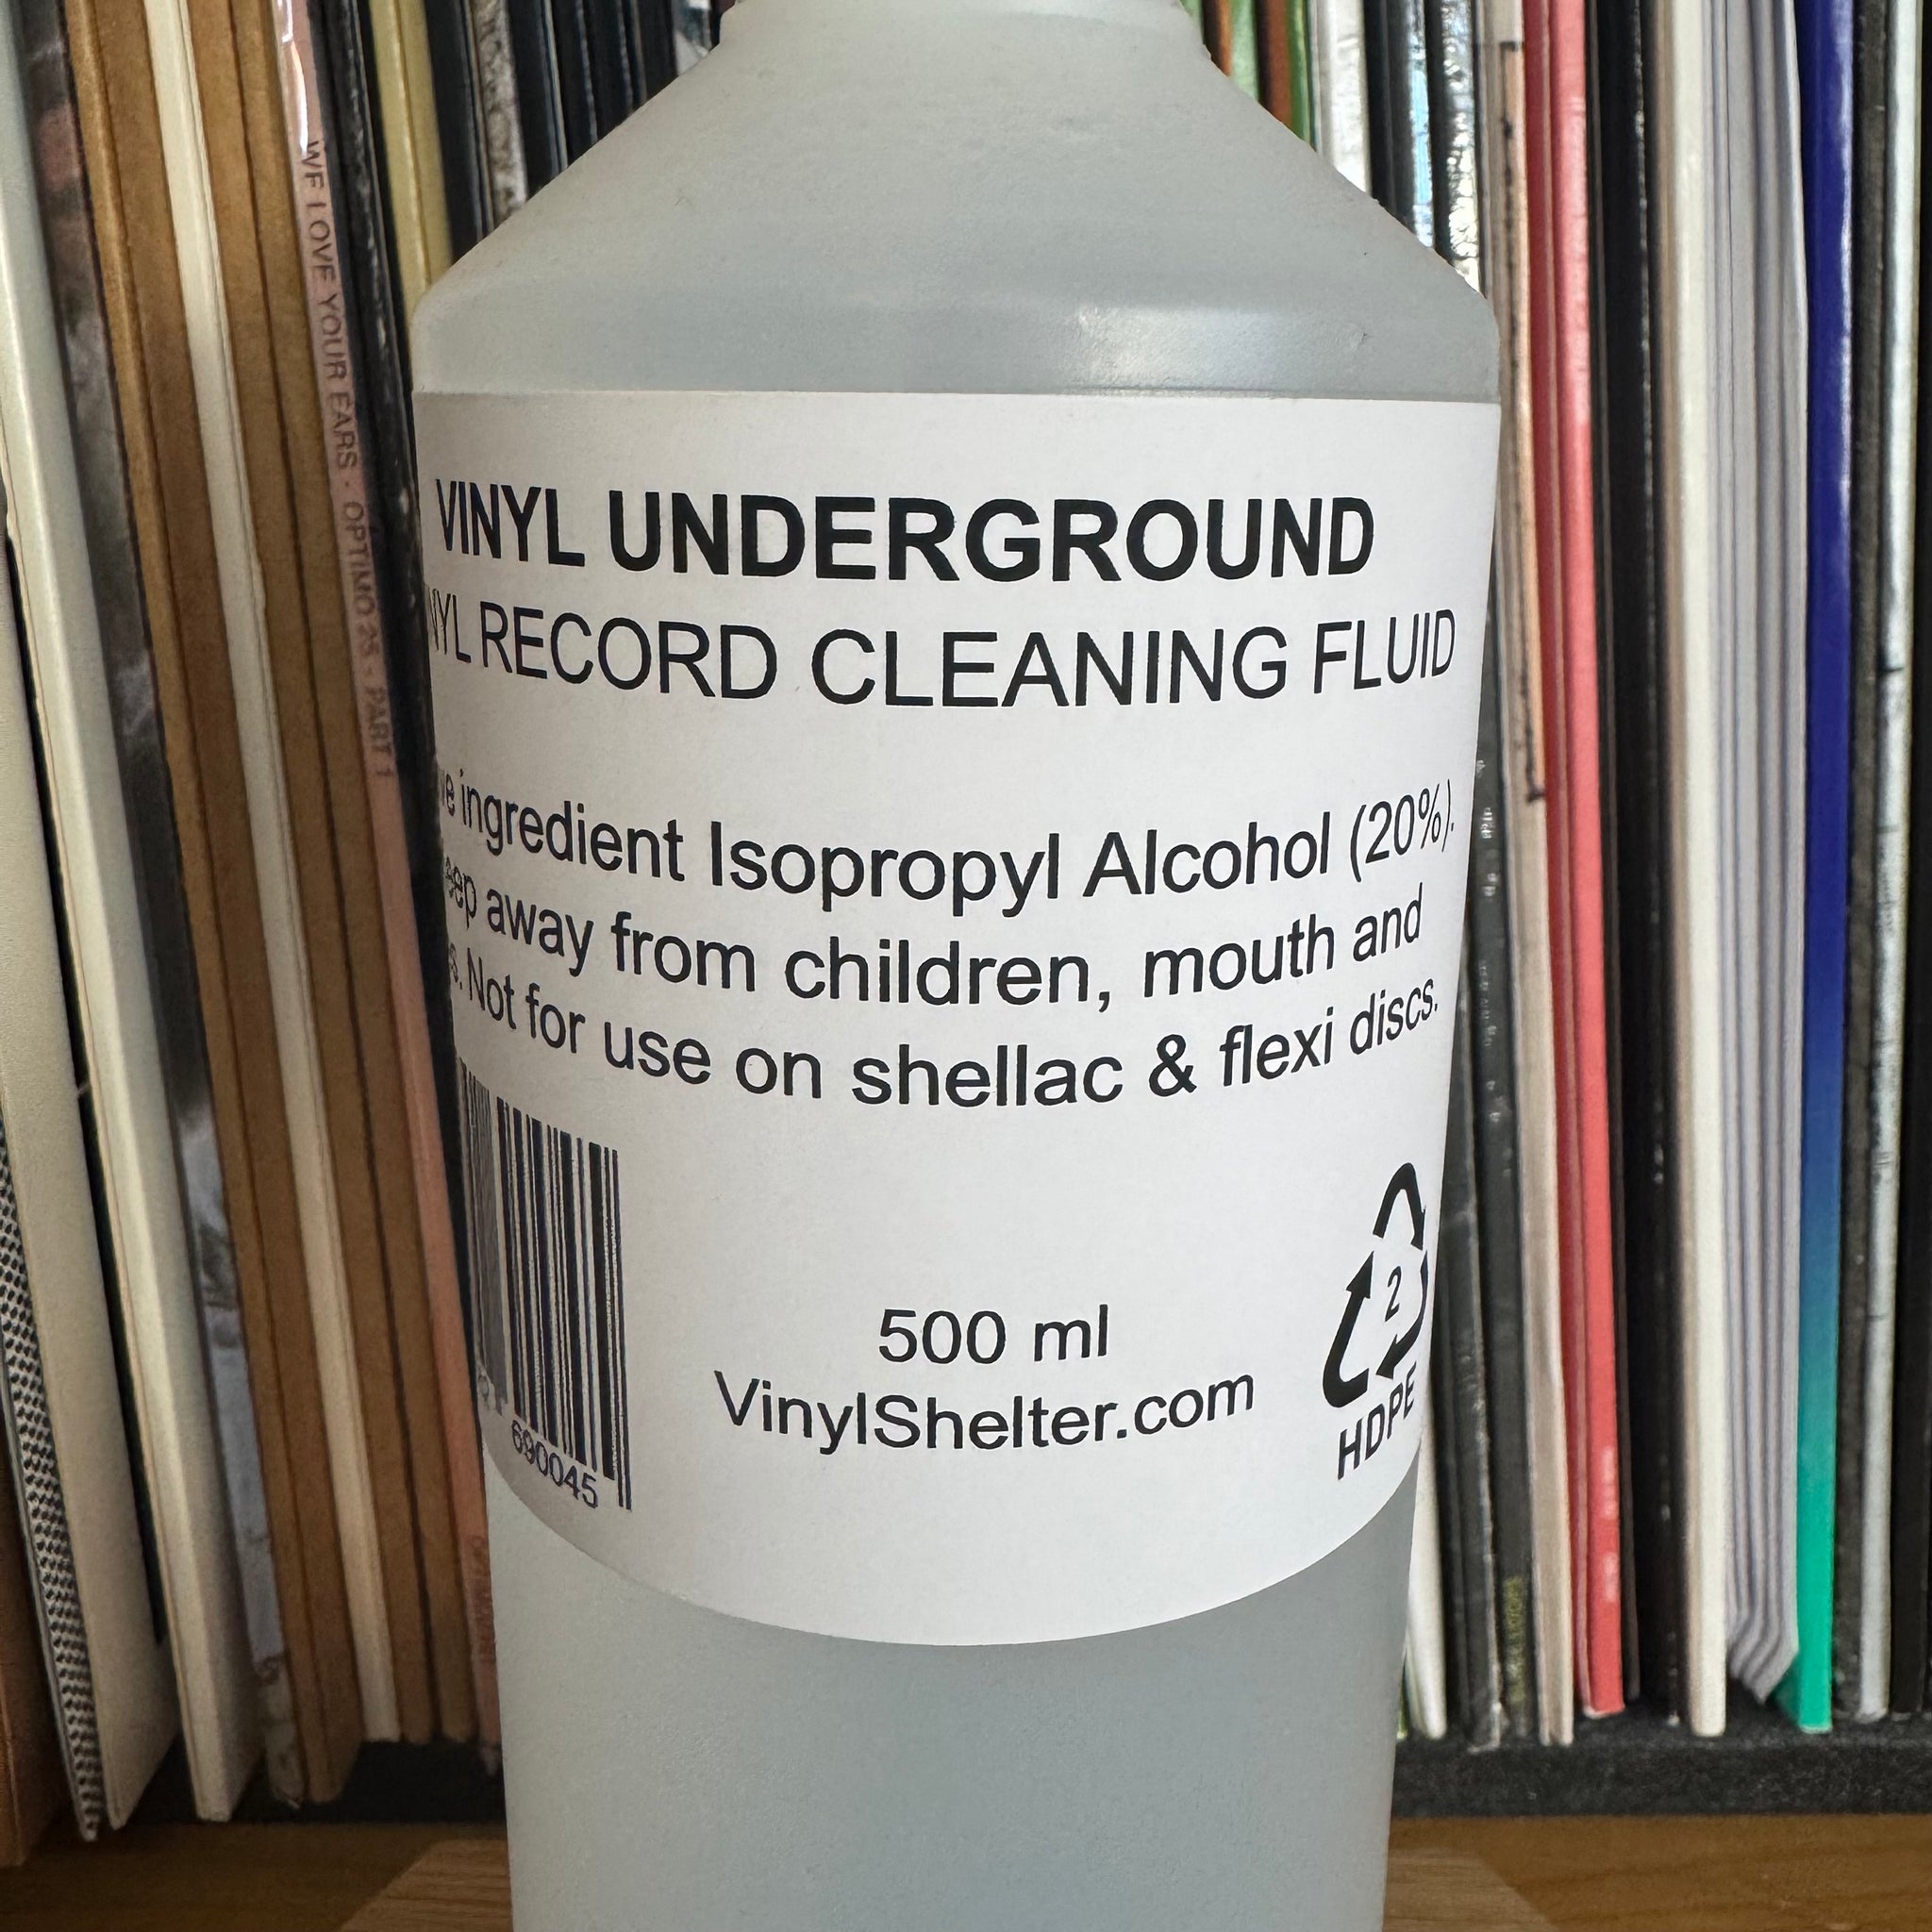 WE LOVE YOUR EARS - OPTIMO 25 - PART 1
VINYL UNDERGROUND
RECORD CLEANING FLUID
ingredient Isopropyl Alcohol (20%).
away from children, mouth and
Not for use on shellac & flexi discs.
690045
500 ml
VinylShelter.com
2
HDPE